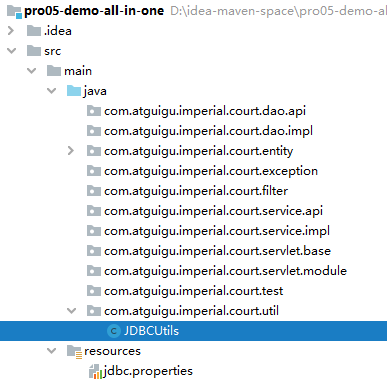 pro05-demo-all-in-one D:\idea-maven-space\pro05-demo-al
.idea
src
main
java
com.atguigu.imperial.court.dao.api
com.atguigu.imperial.court.dao.impl
com.atguigu.imperial.court.entity
com.atguigu.imperial.court.exception
com.atguigu.imperial.court.filter
com.atguigu.imperial.court.service.api
com.atguigu.imperial.court.service.impl
com.atguigu.imperial.court.servlet.base
com.atguigu.imperial.court.servlet.module
com.atguigu.imperial.court.test
com.atguigu.imperial.court.util
C JDBCUtils
resources
jdbc.properties